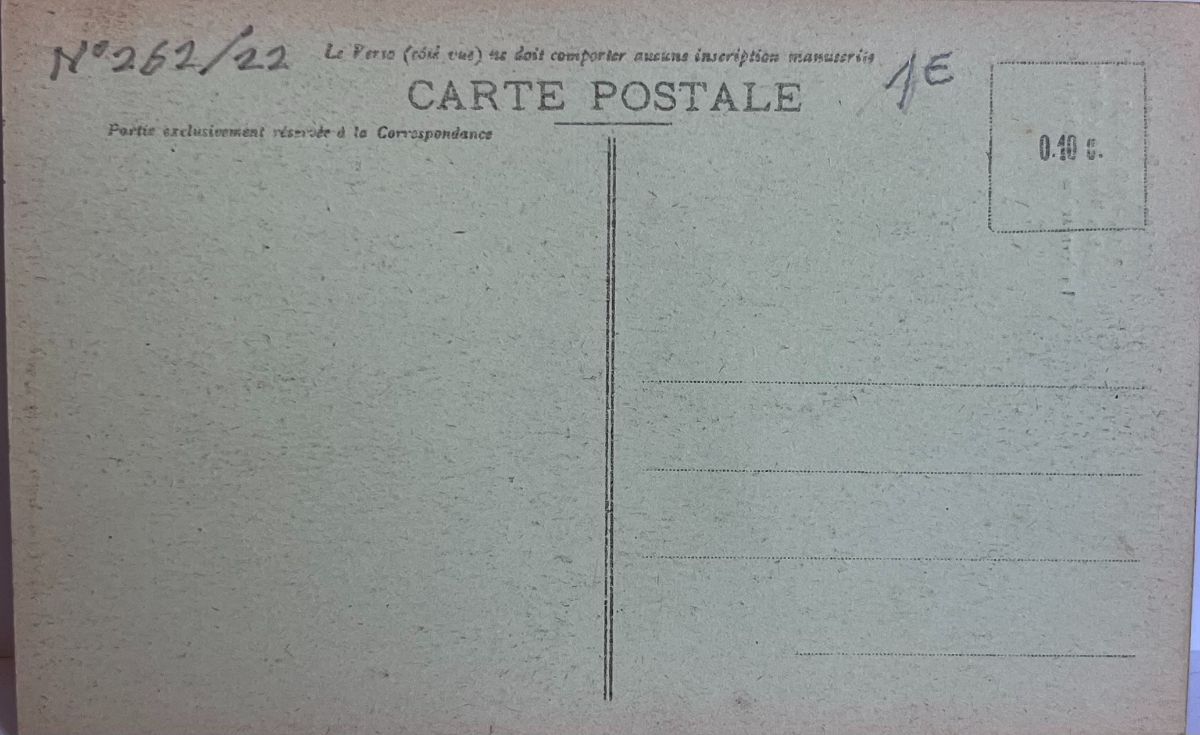 N° 262/22
Le Verso (côté vue) ne doit comporter aucune inscription manuscrite
1€
CARTE POSTALE
Partie exclusivement réservée à la Correspondance
0.10 c.